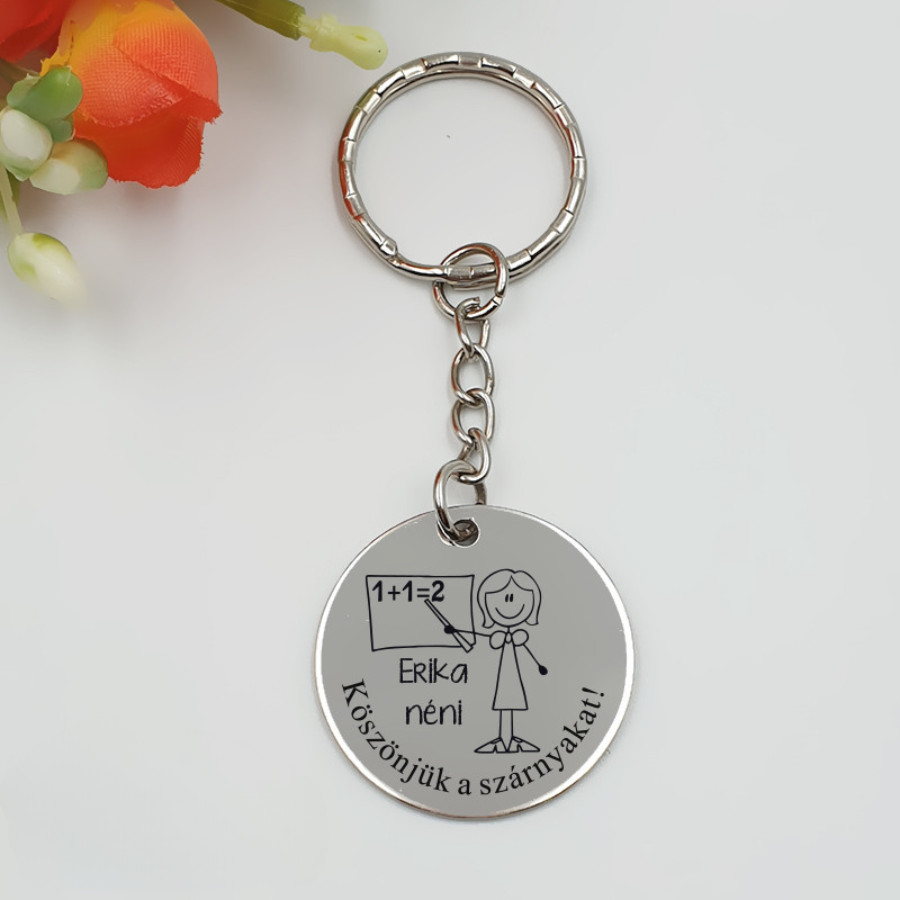 1+1=2
Erika
néni
Köszönjük a szárnyakat!